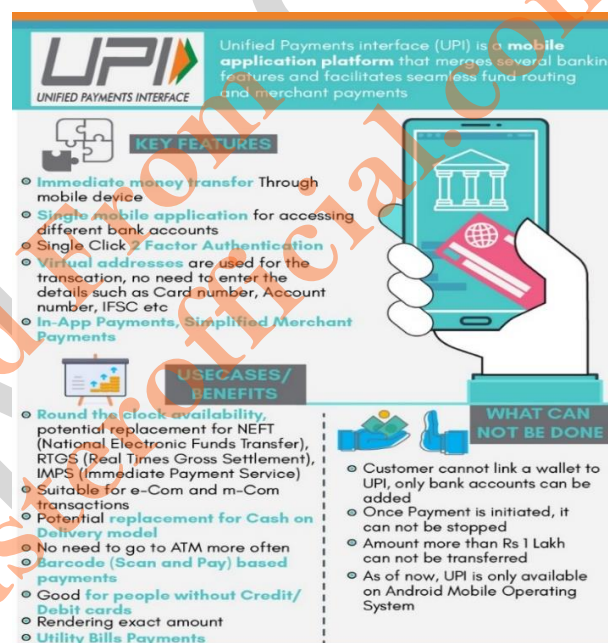 UPI
UNIFIED PAYMENTS INTERFACE
Unified Payments interface (UPI) is a mobile
application platform that merges several bankin
features and facilitates seamless fund routing
and merchant payments
KEY FEATURES
Immediate money transfer Through
mobile device
Single mobile application for accessing
different bank accounts
Single Click 2 Factor Authentication
Virtual addresses are used for the
transcation, no need to enter the
details such as Card number, Account
number, IFSC etc
In-App Payments, Simplified Merchant
Payments
USECASES/
BENEFITS
Round the clock availability,
potential replacement for NEFT
(National Electronic Funds Transfer),
RTGS (Real Times Gross Settlement),
IMPS (Immediate Payment Service)
Suitable for e-Com and m-Com
transactions
Potential replacement for Cash on
Delivery model
No need to go to ATM more often
Barcode (Scan and Pay) based
payments
Good for people without Credit/
Debit cards
Rendering exact amount
Utility Bills Payments
WHAT CAN
NOT BE DONE
Customer cannot link a wallet to
UPI, only bank accounts can be
added
Once Payment is initiated, it
can not be stopped
Amount more than Rs 1 Lakh
can not be transferred
As of now, UPI is only available
on Android Mobile Operating
System